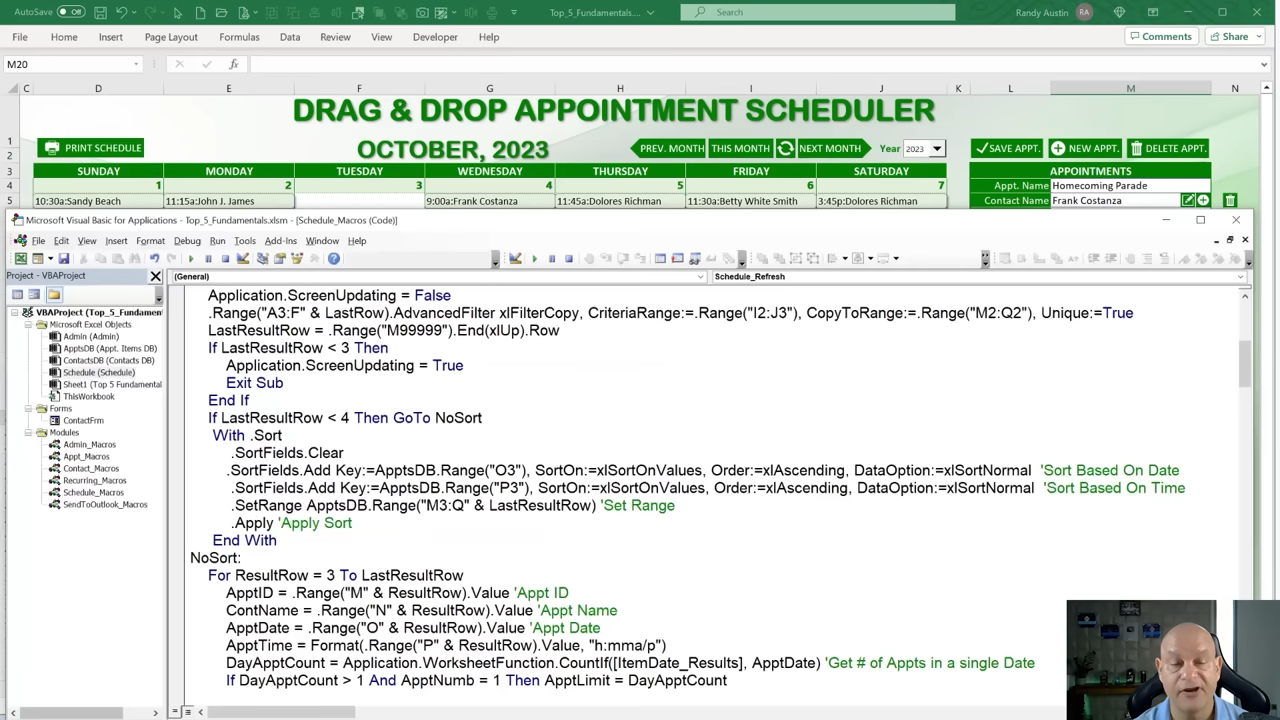 AutoSave Off Top_5_Fundamentals.... Search Randy Austin RA
File Home Insert Page Layout Formulas Data Review View Developer Help Comments Share
M20 fx
C D E F G H I J K L M N
DRAG & DROP APPOINTMENT SCHEDULER
1 PRINT SCHEDULE OCTOBER, 2023 PREV. MONTH THIS MONTH NEXT MONTH Year 2023 SAVE APPT. NEW APPT. DELETE APPT.
2
3 SUNDAY MONDAY TUESDAY WEDNESDAY THURSDAY FRIDAY SATURDAY APPOINTMENTS
4 1 2 3 4 5 6 7 Appt. Name Homecoming Parade
5 10:30a:Sandy Beach 11:15a:John J. James 9:00a:Frank Costanza 11:45a:Dolores Richman 11:30a:Betty White Smith 3:45p:Dolores Richman Contact Name Frank Costanza
Microsoft Visual Basic for Applications - Top_5_Fundamentals.xlsm - [Schedule_Macros (Code)]
File Edit View Insert Format Debug Run Tools Add-Ins Window Help
Project - VBAProject
(General) Schedule_Refresh
VBAProject (Top_5_Fundamen
Microsoft Excel Objects
Admin (Admin)
ApptsDB (Appt. Items DB)
ContactsDB (Contacts DB)
Schedule (Schedule)
Sheet1 (Top 5 Fundamental
ThisWorkbook
Forms
ContactFrm
Modules
Admin_Macros
Appt_Macros
Contact_Macros
Recurring_Macros
Schedule_Macros
SendToOutlook_Macros
Application.ScreenUpdating = False
.Range("A3:F" & LastRow).AdvancedFilter xlFilterCopy, CriteriaRange:=.Range("I2:J3"), CopyToRange:=.Range("M2:Q2"), Unique:=True
LastResultRow = .Range("M99999").End(xlUp).Row
If LastResultRow < 3 Then
Application.ScreenUpdating = True
Exit Sub
End If
If LastResultRow < 4 Then GoTo NoSort
With .Sort
.SortFields.Clear
.SortFields.Add Key:=ApptsDB.Range("O3"), SortOn:=xlSortOnValues, Order:=xlAscending, DataOption:=xlSortNormal 'Sort Based On Date
.SortFields.Add Key:=ApptsDB.Range("P3"), SortOn:=xlSortOnValues, Order:=xlAscending, DataOption:=xlSortNormal 'Sort Based On Time
.SetRange ApptsDB.Range("M3:Q" & LastResultRow) 'Set Range
.Apply 'Apply Sort
End With
NoSort:
For ResultRow = 3 To LastResultRow
ApptID = .Range("M" & ResultRow).Value 'Appt ID
ContName = .Range("N" & ResultRow).Value 'Appt Name
ApptDate = .Range("O" & ResultRow).Value 'Appt Date
ApptTime = Format(.Range("P" & ResultRow).Value, "h:mma/p")
DayApptCount = Application.WorksheetFunction.CountIf([ItemDate_Results], ApptDate) 'Get # of Appts in a single Date
If DayApptCount > 1 And ApptNumb = 1 Then ApptLimit = DayApptCount